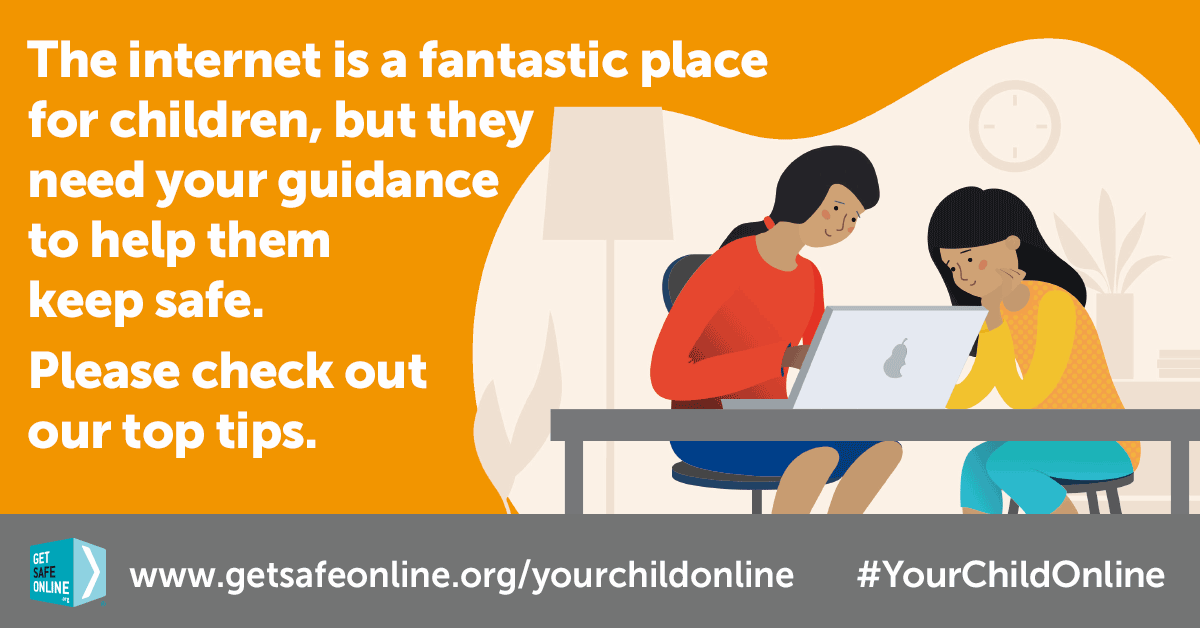 The internet is a fantastic place
for children, but they
need your guidance
to help them
keep safe.
Please check out
our top tips.
GET
SAFE
ONLINE
.org
www.getsafeonline.org/yourchildonline
#YourChildOnline